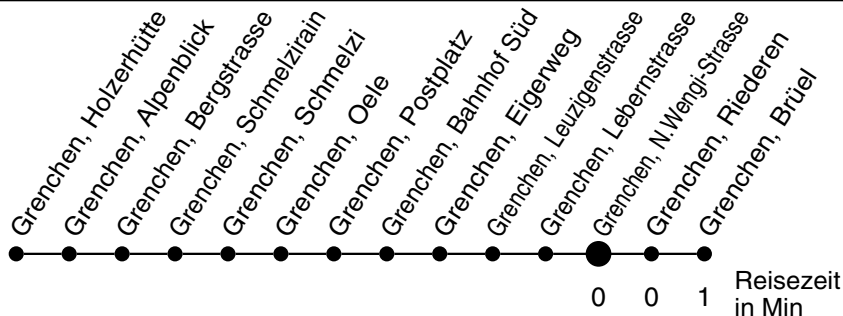 Grenchen, Holzerhütte
Grenchen, Alpenblick
Grenchen, Bergstrasse
Grenchen, Schmelzirain
Grenchen, Schmelzi
Grenchen, Oele
Grenchen, Postplatz
Grenchen, Bahnhof Süd
Grenchen, Eigerweg
Grenchen, Leuzigenstrasse
Grenchen, Lebernstrasse
Grenchen, N.Wengi-Strasse
Grenchen, Riederen
Grenchen, Brüel
0 0 1 Reisezeit
in Min